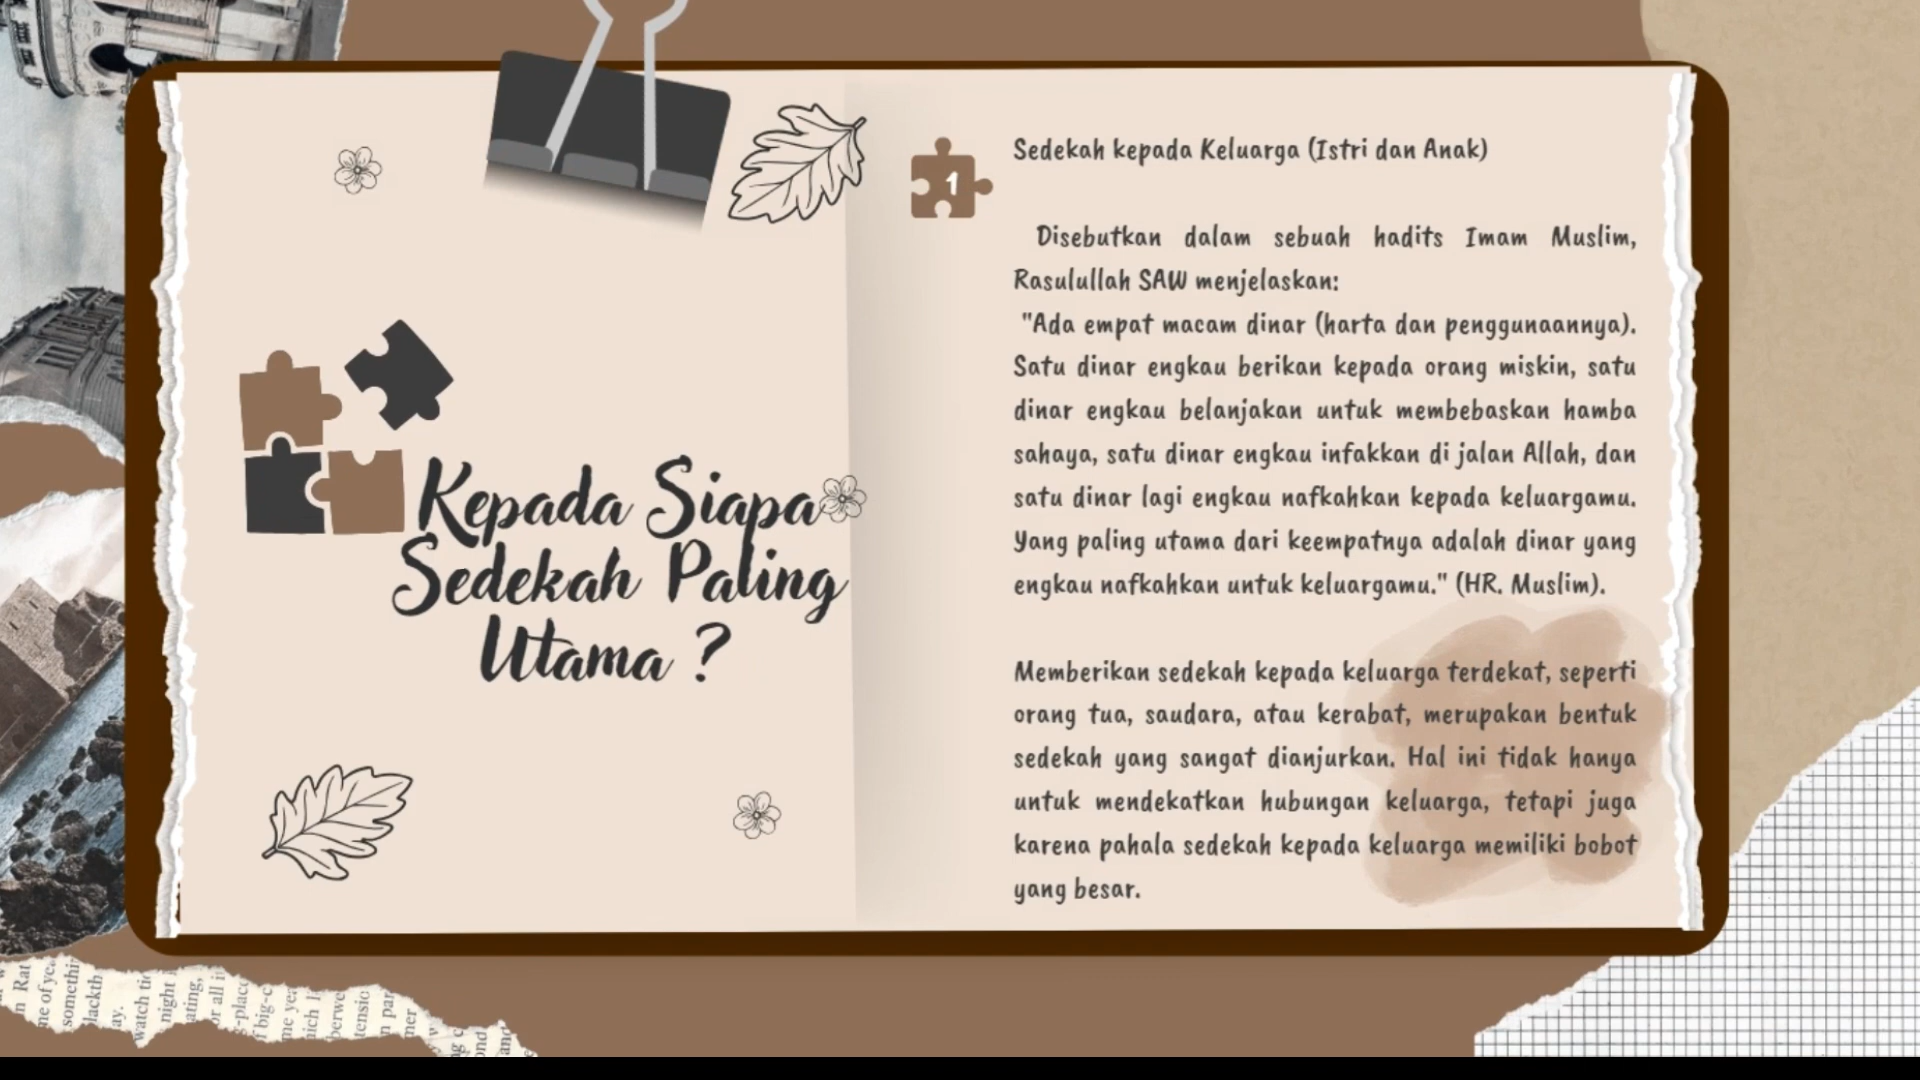 Kepada Siapa
Sedekah Paling
Utama ?
1
Sedekah kepada Keluarga (Istri dan Anak)
Disebutkan dalam sebuah hadits Imam Muslim,
Rasulullah SAW menjelaskan:
"Ada empat macam dinar (harta dan penggunaannya).
Satu dinar engkau berikan kepada orang miskin, satu
dinar engkau belanjakan untuk membebaskan hamba
sahaya, satu dinar engkau infakkan di jalan Allah, dan
satu dinar lagi engkau nafkahkan kepada keluargamu.
Yang paling utama dari keempatnya adalah dinar yang
engkau nafkahkan untuk keluargamu." (HR. Muslim).
Memberikan sedekah kepada keluarga terdekat, seperti
orang tua, saudara, atau kerabat, merupakan bentuk
sedekah yang sangat dianjurkan. Hal ini tidak hanya
untuk mendekatkan hubungan keluarga, tetapi juga
karena pahala sedekah kepada keluarga memiliki bobot
yang besar.